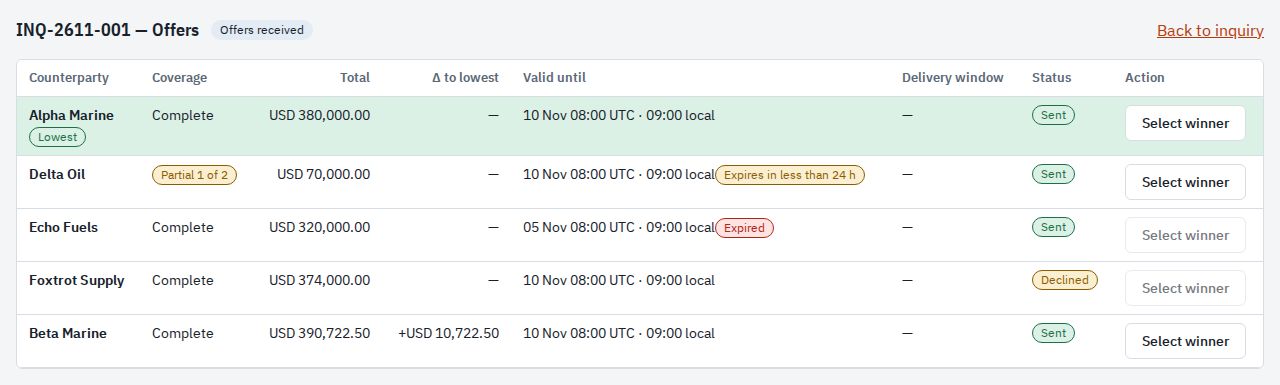 INQ-2611-001 — Offers Offers received Back to inquiry
Counterparty Coverage Total Δ to lowest Valid until Delivery window Status Action
Alpha Marine Complete USD 380,000.00 — 10 Nov 08:00 UTC · 09:00 local — Sent Select winner
Lowest
Delta Oil Partial 1 of 2 USD 70,000.00 — 10 Nov 08:00 UTC · 09:00 local Expires in less than 24 h — Sent Select winner
Echo Fuels Complete USD 320,000.00 — 05 Nov 08:00 UTC · 09:00 local Expired — Sent Select winner
Foxtrot Supply Complete USD 374,000.00 — 10 Nov 08:00 UTC · 09:00 local — Declined Select winner
Beta Marine Complete USD 390,722.50 +USD 10,722.50 10 Nov 08:00 UTC · 09:00 local — Sent Select winner